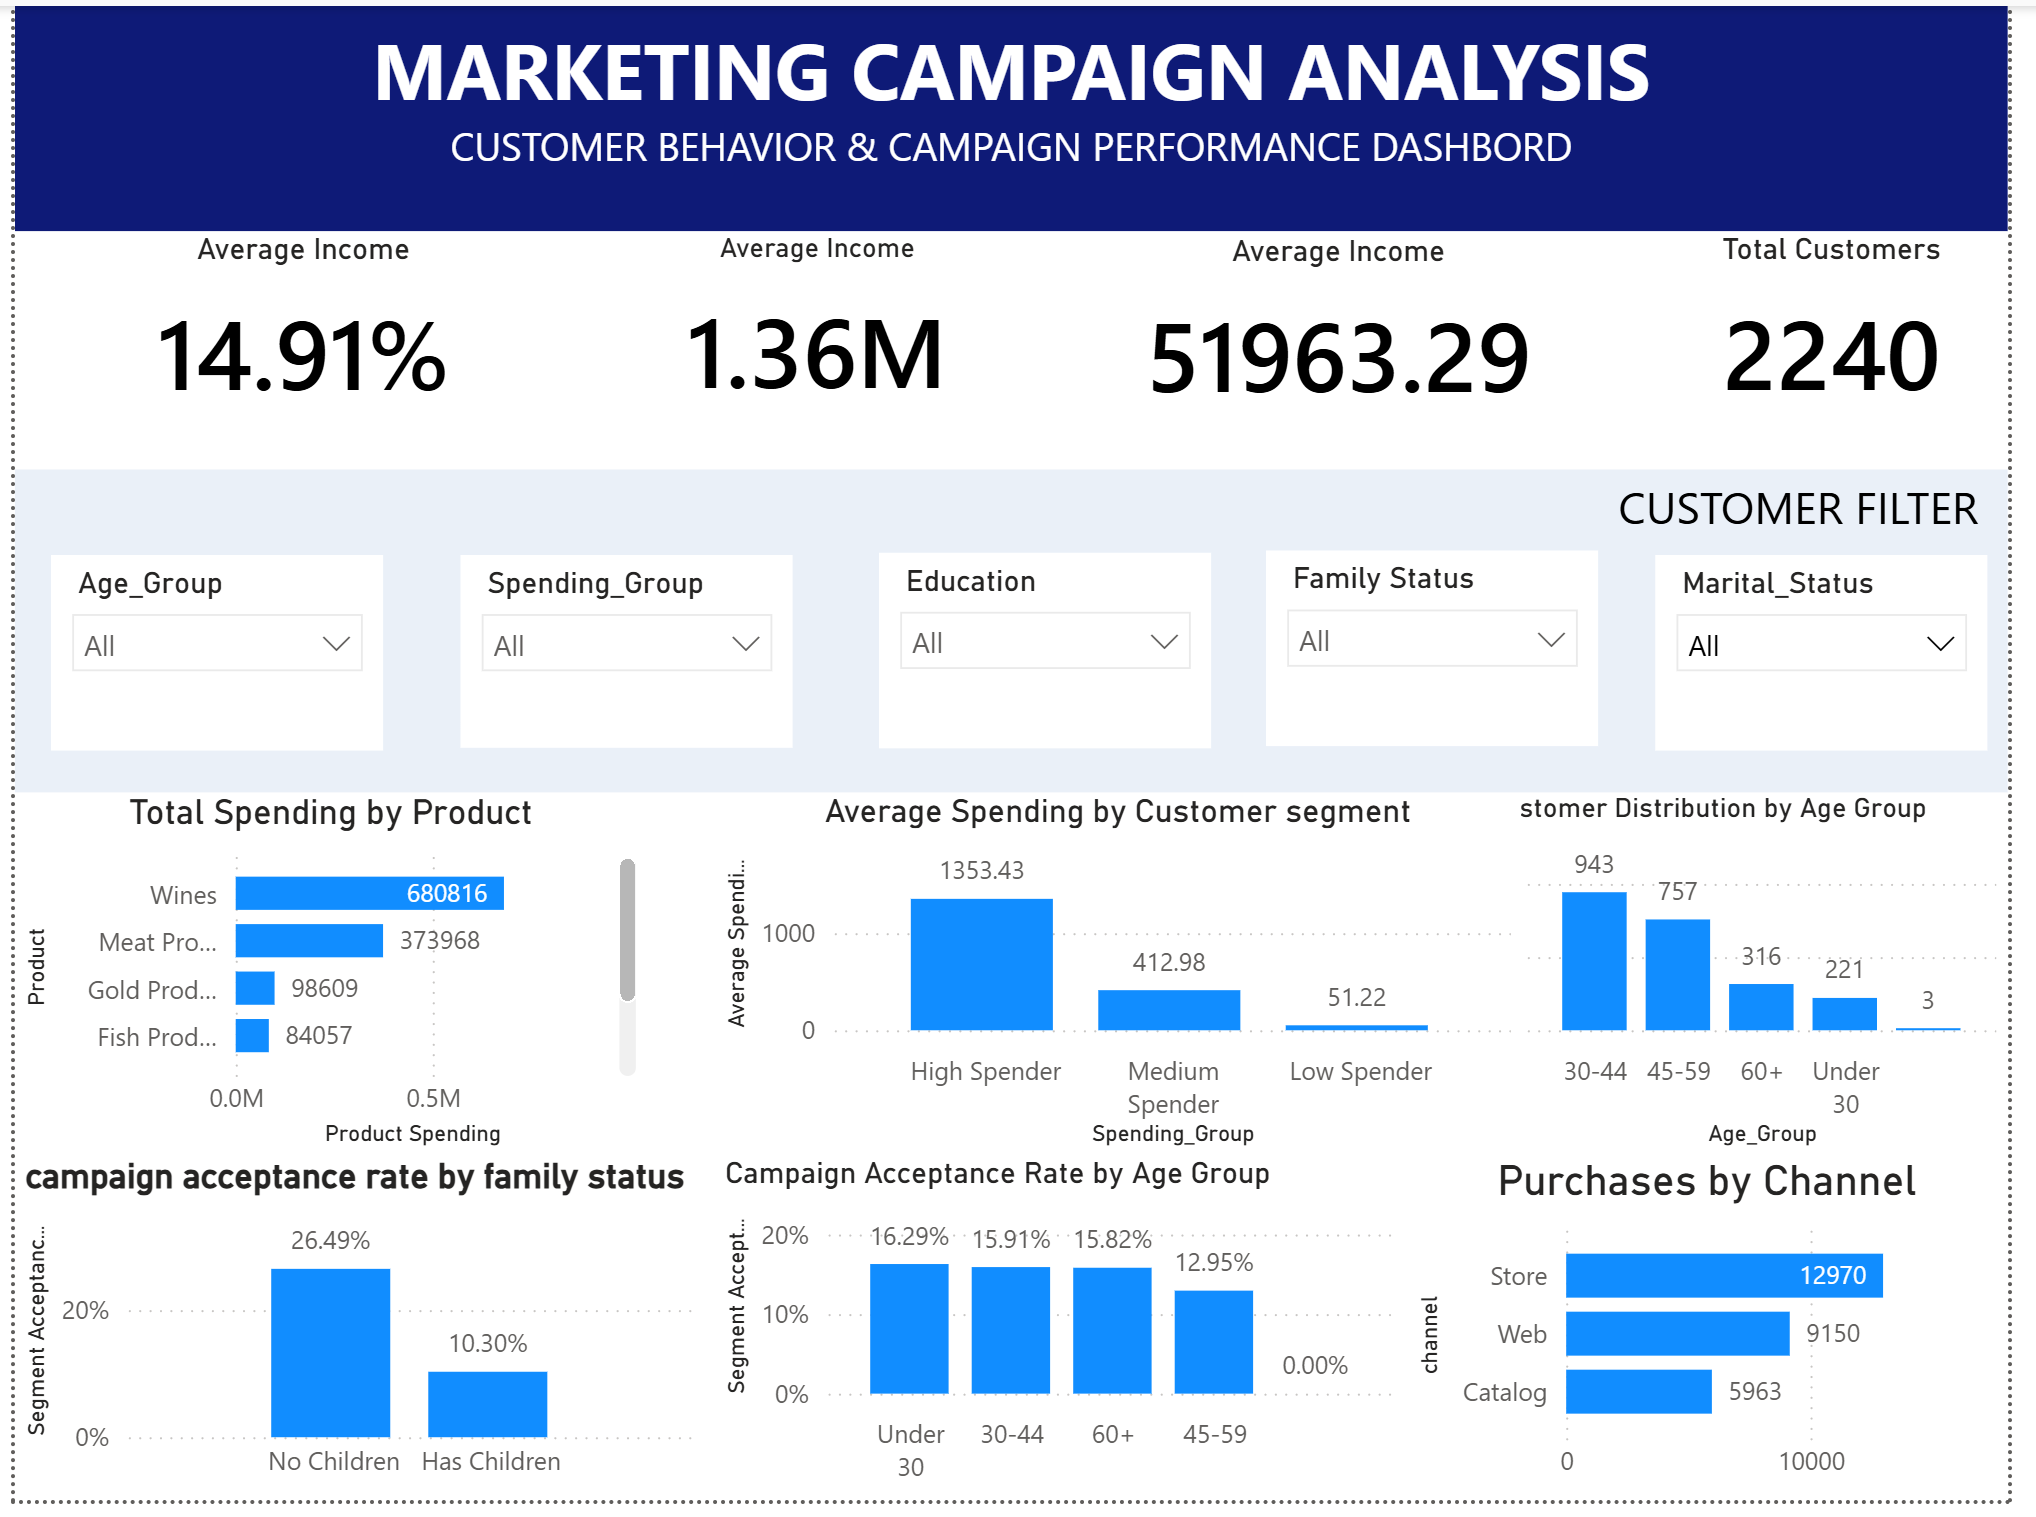 MARKETING CAMPAIGN ANALYSIS
CUSTOMER BEHAVIOR & CAMPAIGN PERFORMANCE DASHBORD
Average Income
14.91%
Average Income
1.36M
Average Income
51963.29
Total Customers
2240
CUSTOMER FILTER
Age_Group
All
Spending_Group
All
Education
All
Family Status
All
Marital_Status
All
Total Spending by Product
Product
Wines 680816
Meat Pro... 373968
Gold Prod... 98609
Fish Prod... 84057
0.0M 0.5M
Product Spending
Average Spending by Customer segment
Average Spendi...
1000
0
1353.43
412.98
51.22
High Spender Medium Low Spender
Spender
Spending_Group
stomer Distribution by Age Group
943
757
316
221
3
30-44 45-59 60+ Under
30
Age_Group
campaign acceptance rate by family status
Segment Acceptanc...
20%
0%
26.49%
10.30%
No Children Has Children
Campaign Acceptance Rate by Age Group
Segment Accept...
20%
10%
0%
16.29% 15.91% 15.82% 12.95% 0.00%
Under 30-44 60+ 45-59
30
Purchases by Channel
channel
Store 12970
Web 9150
Catalog 5963
0 10000